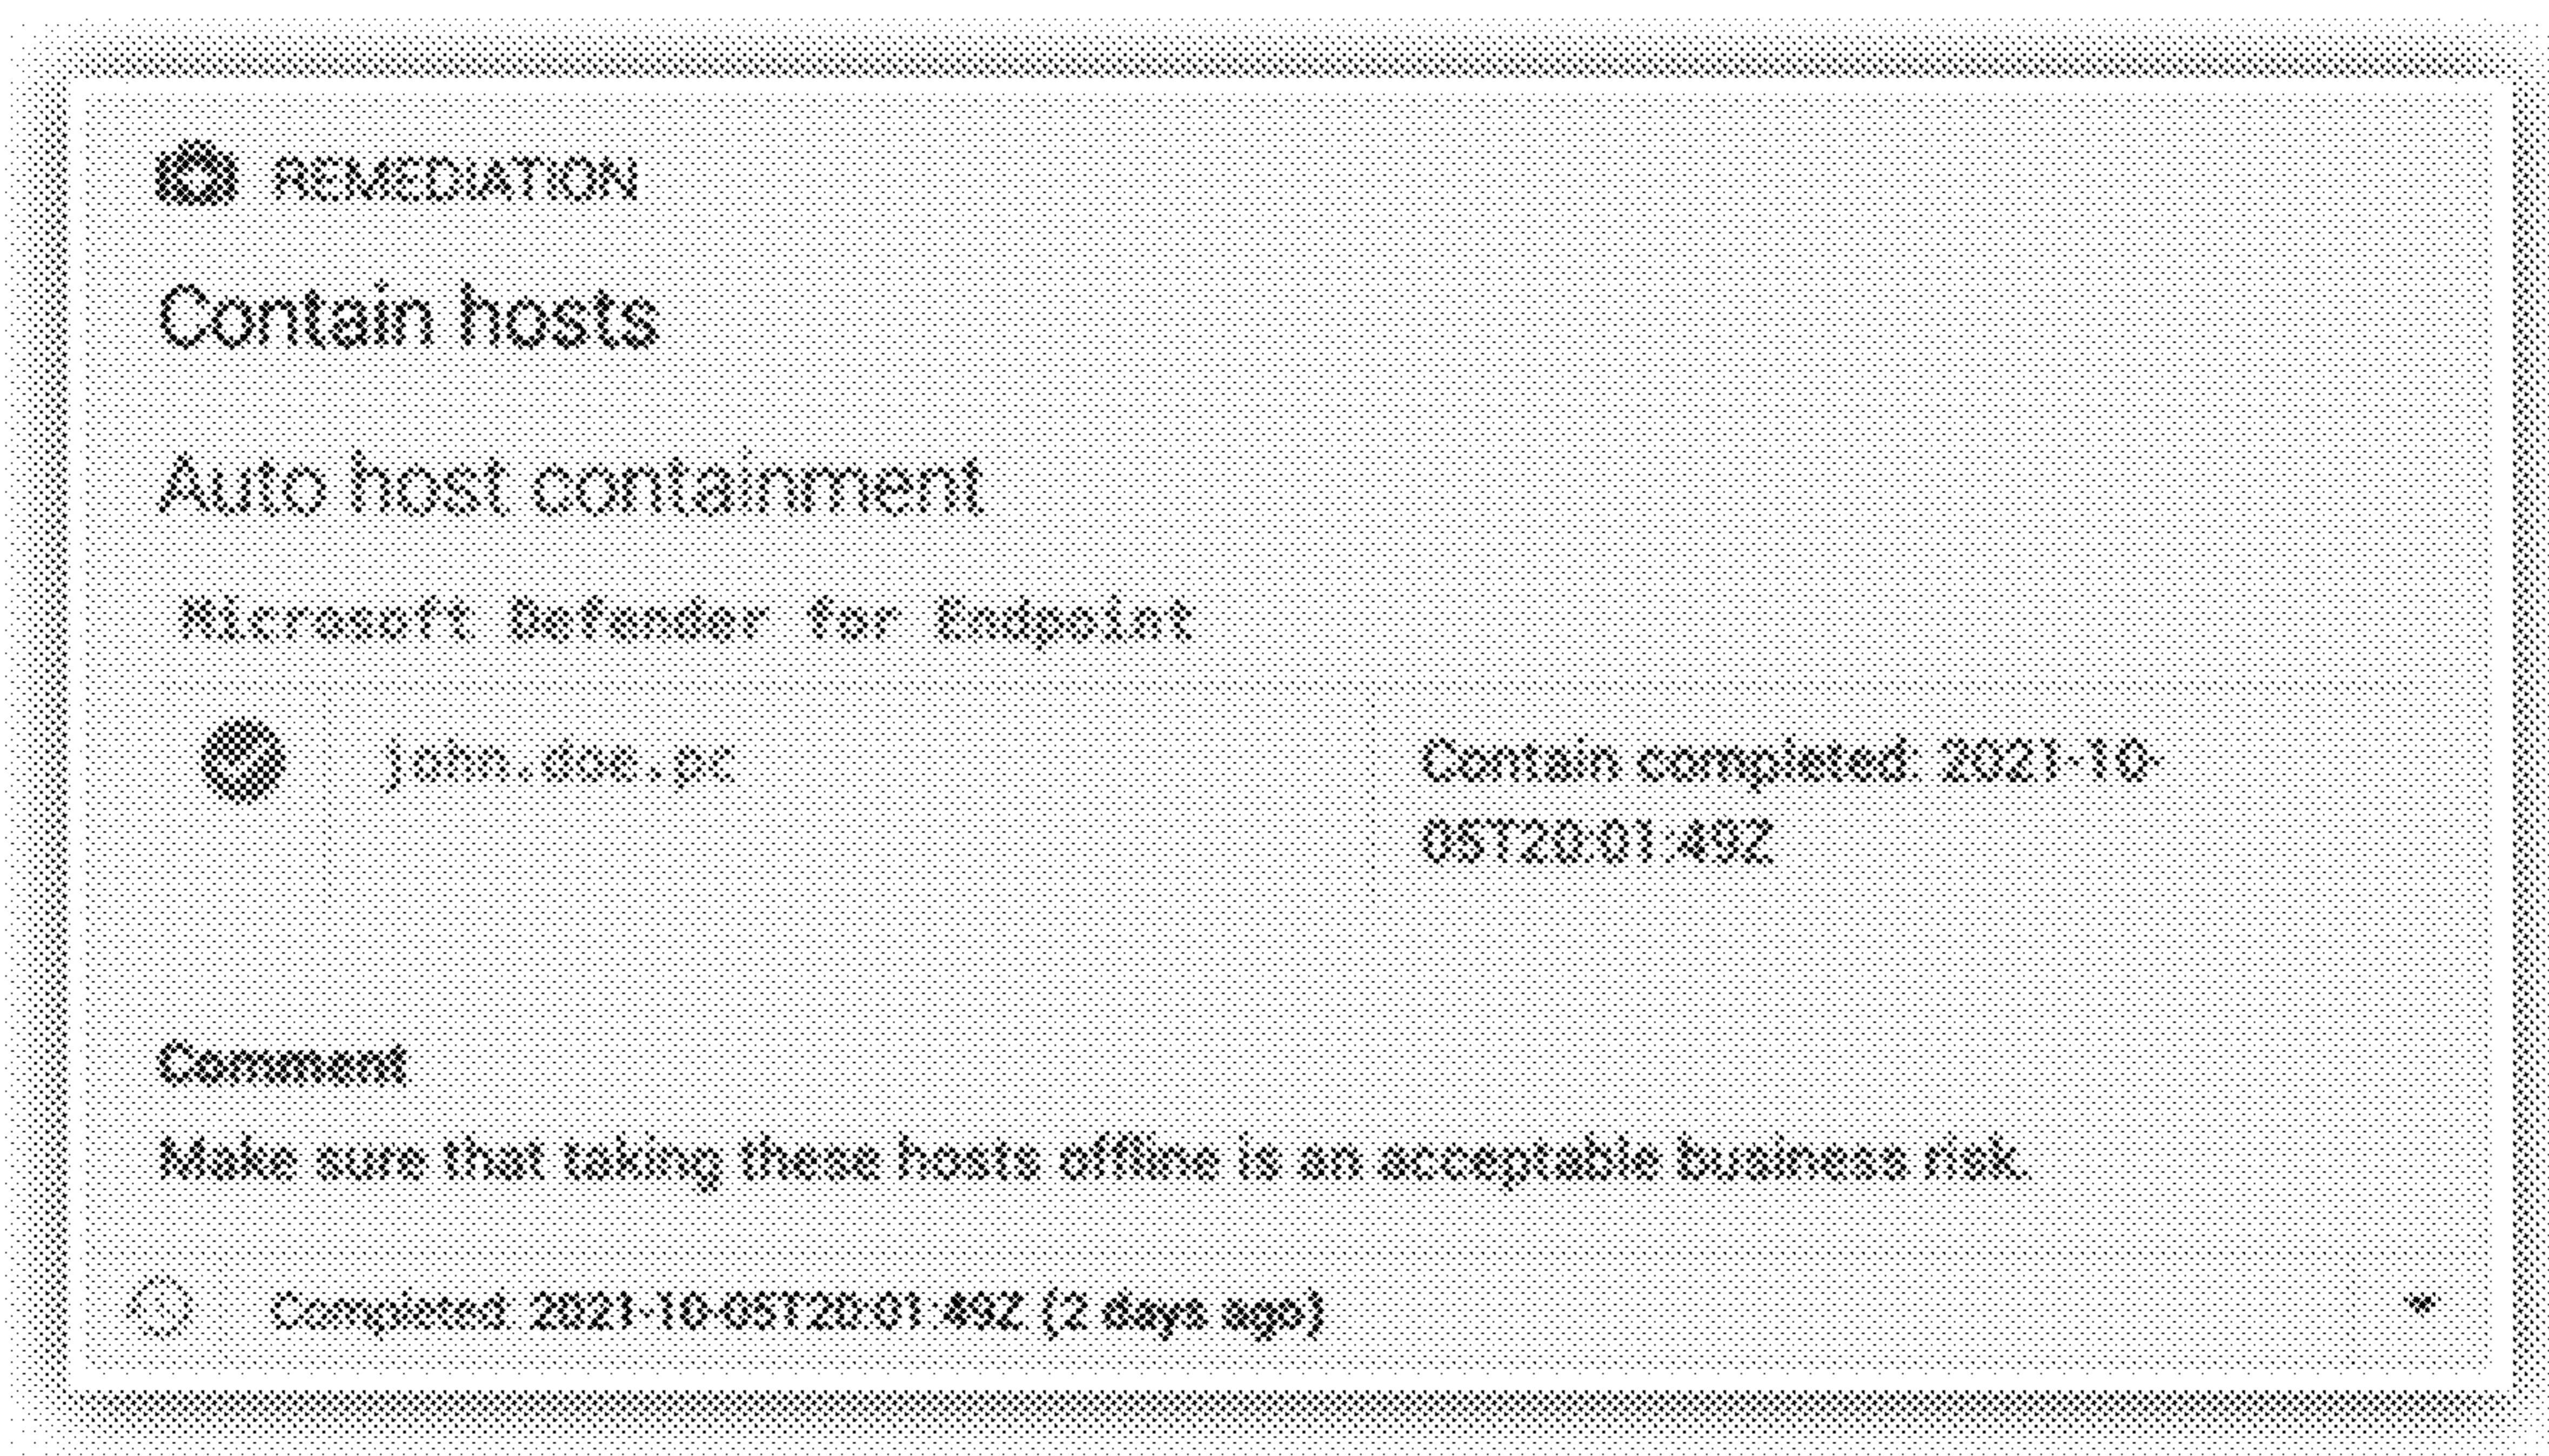 REMEDIATION
Contain hosts
Auto host containment
Microsoft Defender for Endpoint
john.doe.pc
Contain completed: 2021-10-
05T20:01:49Z
Comment
Make sure that taking these hosts offline is an acceptable business risk.
Completed 2021-10-05T20:01:49Z (2 days ago)